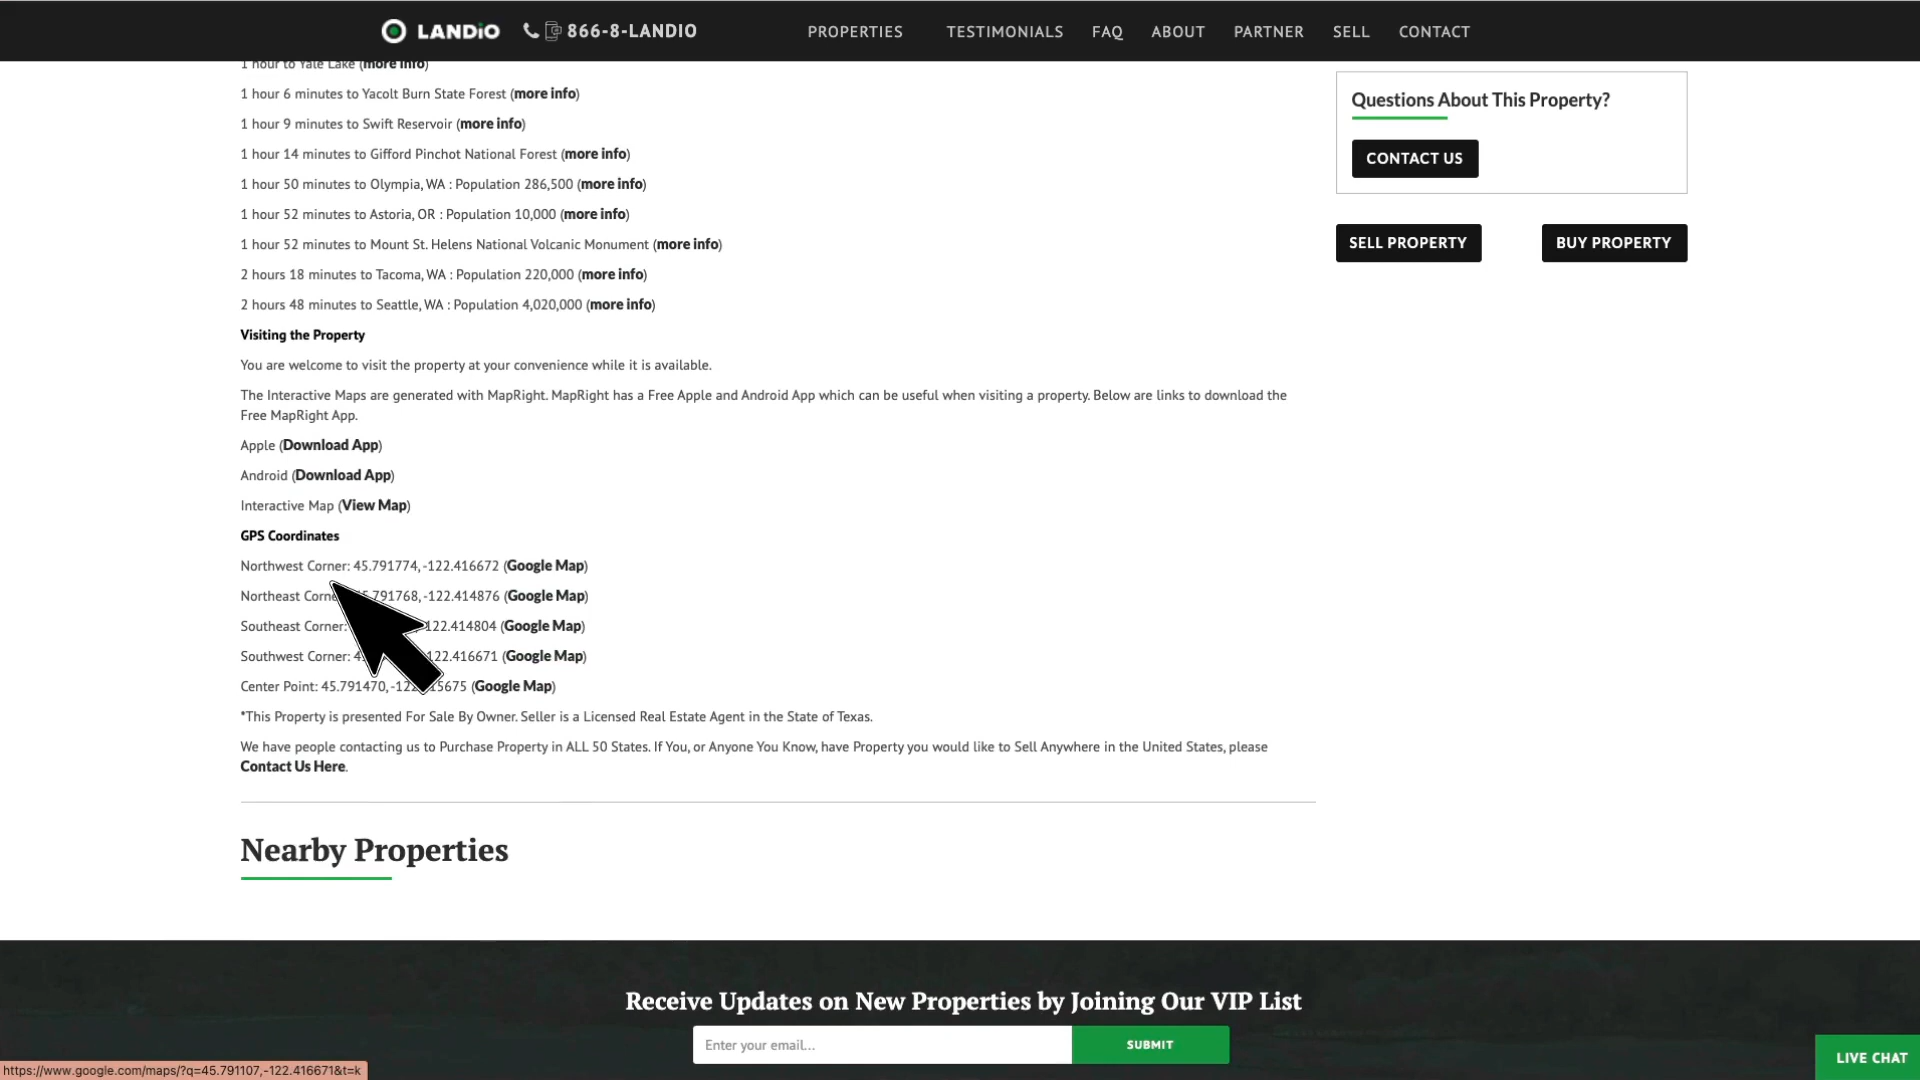 LANDiO 866-8-LANDIO PROPERTIES TESTIMONIALS FAQ ABOUT PARTNER SELL CONTACT
1 hour to Yale Lake (more info)
1 hour 6 minutes to Yacolt Burn State Forest (more info)
1 hour 9 minutes to Swift Reservoir (more info)
1 hour 14 minutes to Gifford Pinchot National Forest (more info)
1 hour 50 minutes to Olympia, WA : Population 286,500 (more info)
1 hour 52 minutes to Astoria, OR : Population 10,000 (more info)
1 hour 52 minutes to Mount St. Helens National Volcanic Monument (more info)
2 hours 18 minutes to Tacoma, WA : Population 220,000 (more info)
2 hours 48 minutes to Seattle, WA : Population 4,020,000 (more info)
Visiting the Property
You are welcome to visit the property at your convenience while it is available.
The Interactive Maps are generated with MapRight. MapRight has a Free Apple and Android App which can be useful when visiting a property. Below are links to download the
Free MapRight App.
Apple (Download App)
Android (Download App)
Interactive Map (View Map)
GPS Coordinates
Northwest Corner: 45.791774,-122.416672 (Google Map)
Northeast 791768,-122.414876 (Google Map)
Southeast Corner: 122.414804 (Google Map)
Southwest Corner: 122.416671 (Google Map)
Center Point: 45.791470, (Google Map)
*This Property is presented For Sale By Owner. Seller is a Licensed Real Estate Agent in the State of Texas.
We have people contacting us to Purchase Property in ALL 50 States. If You, or Anyone You Know, have Property you would like to Sell Anywhere in the United States, please
Contact Us Here.
Nearby Properties
Questions About This Property?
CONTACT US
SELL PROPERTY BUY PROPERTY
Receive Updates on New Properties by Joining Our VIP List
Enter your email... SUBMIT
LIVE CHAT
https://www.google.com/maps/?q=45.791107,-122.416671&t=k